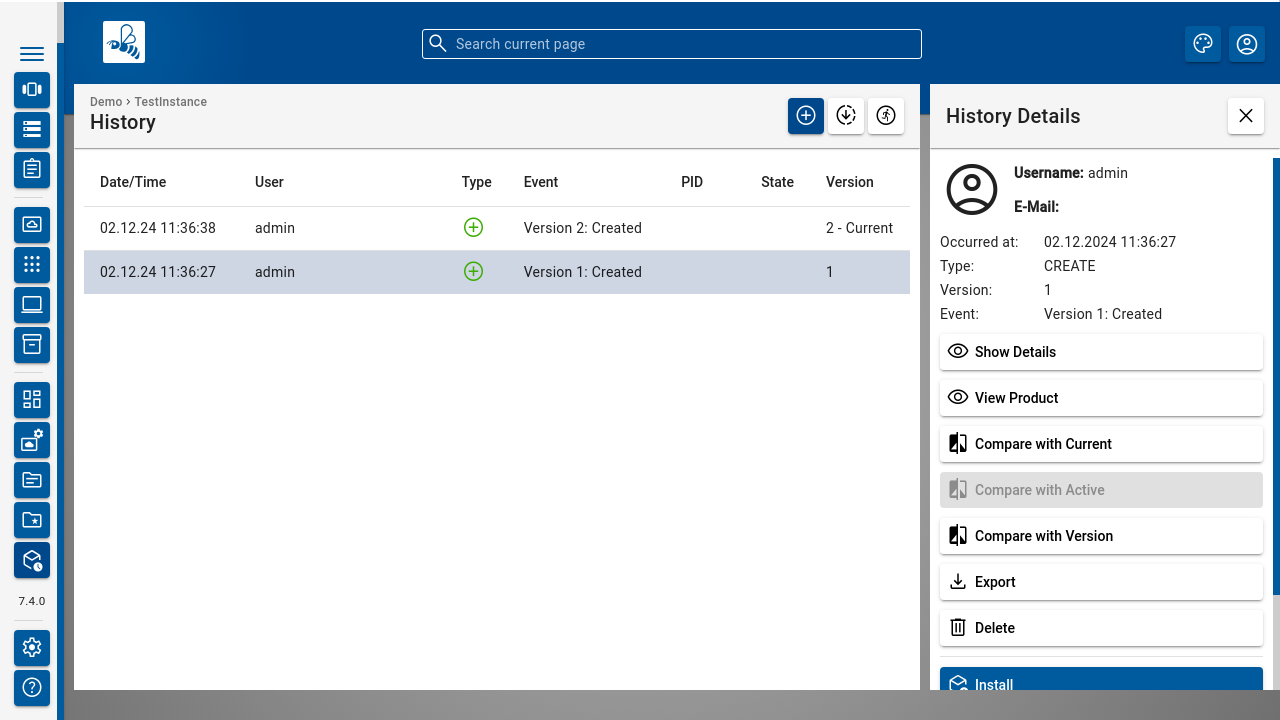 Search current page
Demo › TestInstance
History
Date/Time User Type Event PID State Version
02.12.24 11:36:38 admin Version 2: Created 2 - Current
02.12.24 11:36:27 admin Version 1: Created 1
7.4.0
History Details
Username: admin
E-Mail:
Occurred at: 02.12.2024 11:36:27
Type: CREATE
Version: 1
Event: Version 1: Created
Show Details
View Product
Compare with Current
Compare with Active
Compare with Version
Export
Delete
Install